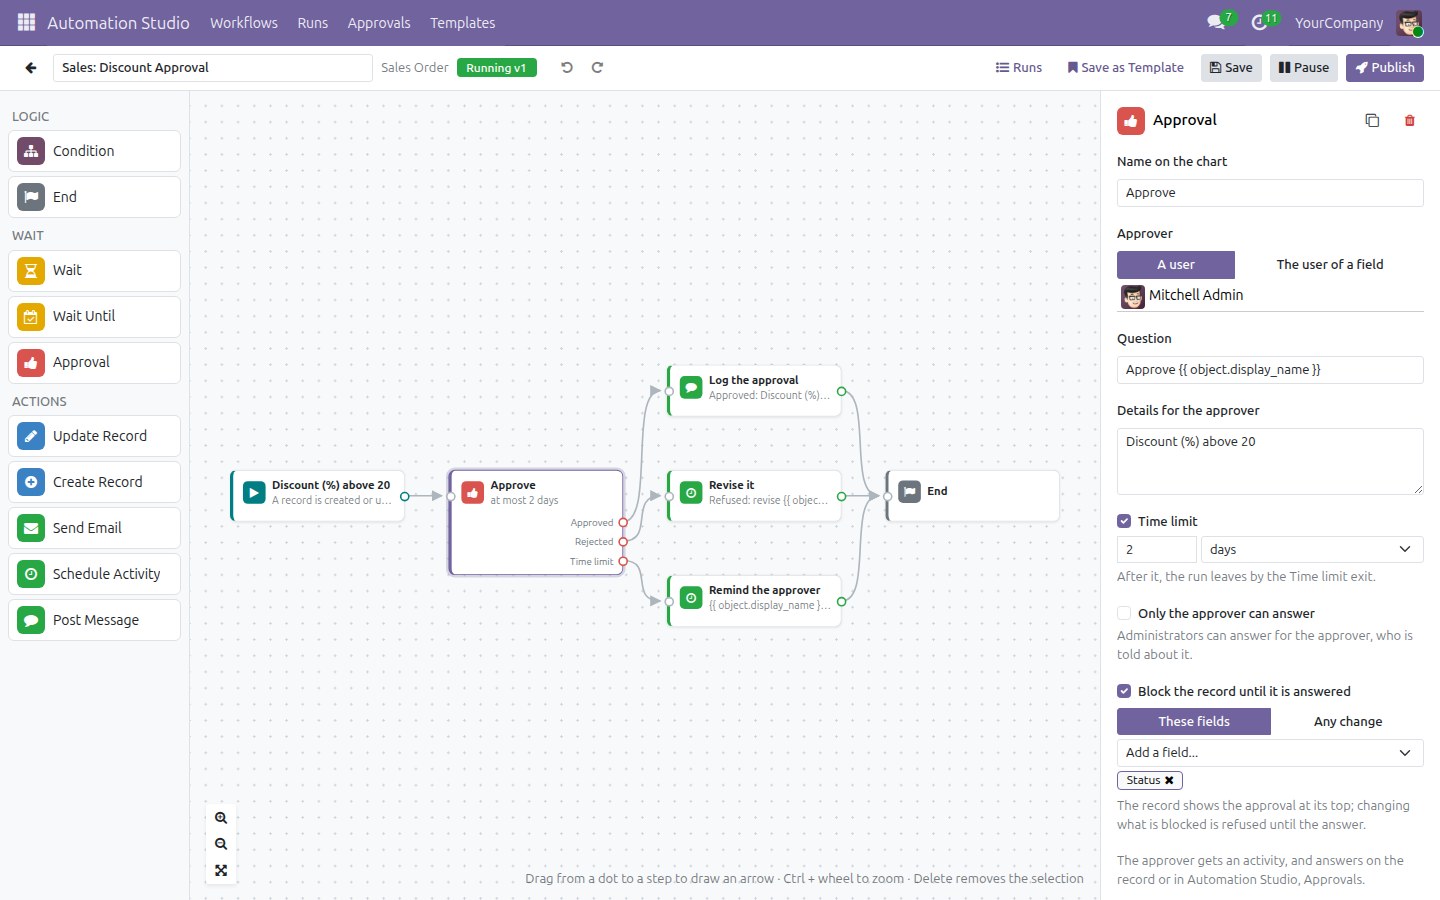 Automation Studio
Workflows
Runs
Approvals
Templates
7
11
YourCompany
Sales: Discount Approval
Sales Order
Running v1
Runs
Save as Template
Save
Pause
Publish
LOGIC
Condition
End
WAIT
Wait
Wait Until
Approval
ACTIONS
Update Record
Create Record
Send Email
Schedule Activity
Post Message
Discount (%) above 20
A record is created or u...
Approve
at most 2 days
Approved
Rejected
Time limit
Log the approval
Approved: Discount (%)...
Revise it
Refused: revise {{ objec...
Remind the approver
{{ object.display_name }...
End
Drag from a dot to a step to draw an arrow · Ctrl + wheel to zoom · Delete removes the selection
Approval
Name on the chart
Approve
Approver
A user
The user of a field
Mitchell Admin
Question
Approve {{ object.display_name }}
Details for the approver
Discount (%) above 20
Time limit
2
days
After it, the run leaves by the Time limit exit.
Only the approver can answer
Administrators can answer for the approver, who is
told about it.
Block the record until it is answered
These fields
Any change
Add a field...
Status
The record shows the approval at its top; changing
what is blocked is refused until the answer.
The approver gets an activity, and answers on the
record or in Automation Studio, Approvals.